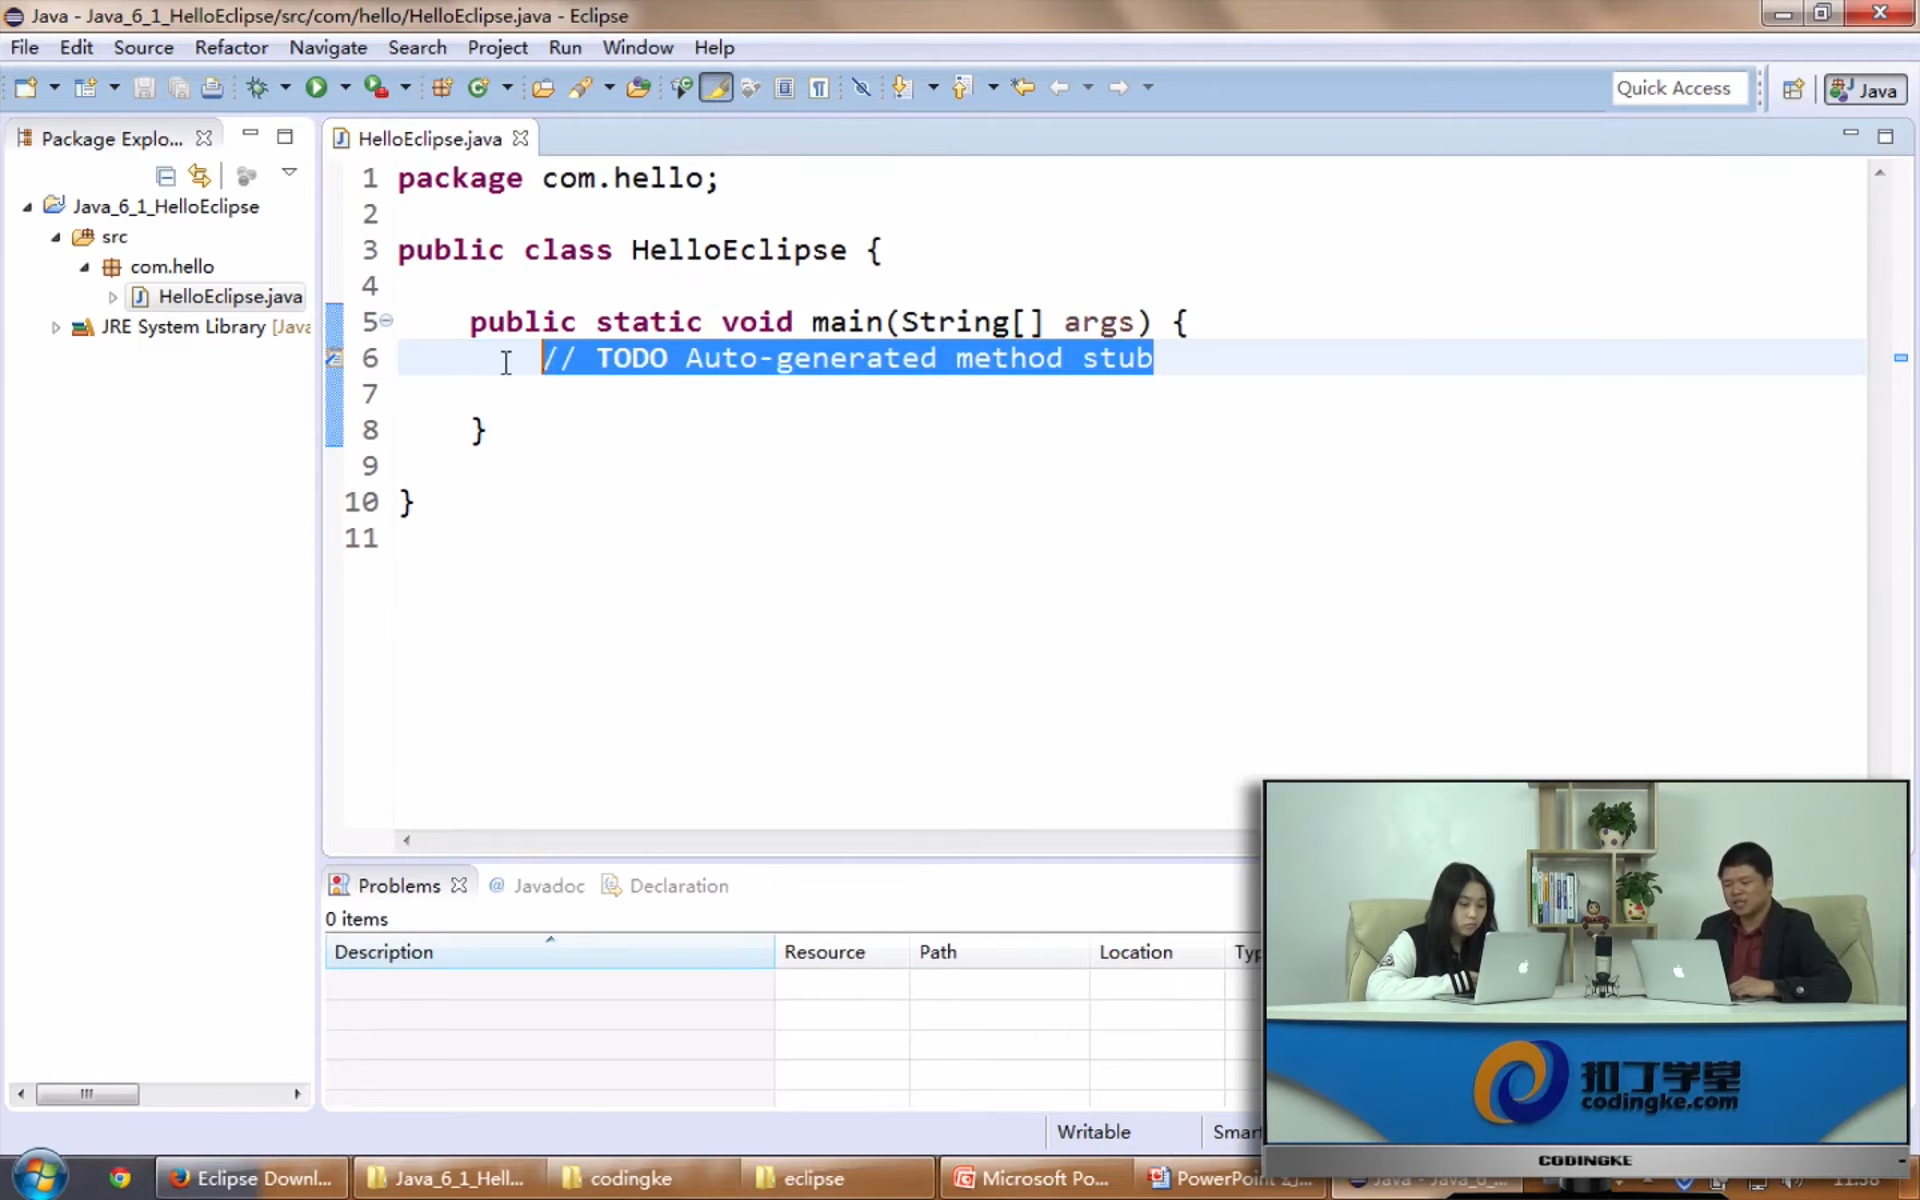 Java - Java_6_1_HelloEclipse/src/com/hello/HelloEclipse.java - Eclipse
File Edit Source Refactor Navigate Search Project Run Window Help
Quick Access
Java
Package Explo...
HelloEclipse.java
Java_6_1_HelloEclipse
src
com.hello
HelloEclipse.java
JRE System Library [Java
1 package com.hello;
2
3 public class HelloEclipse {
4
5 public static void main(String[] args) {
6 // TODO Auto-generated method stub
7
8 }
9
10 }
11
Problems @ Javadoc Declaration
0 items
Description Resource Path Location Typ
Writable Smar
扣丁学堂
codingke.com
CODINGKE
Eclipse Downl... Java_6_1_Hell... codingke eclipse Microsoft Po... PowerPoint